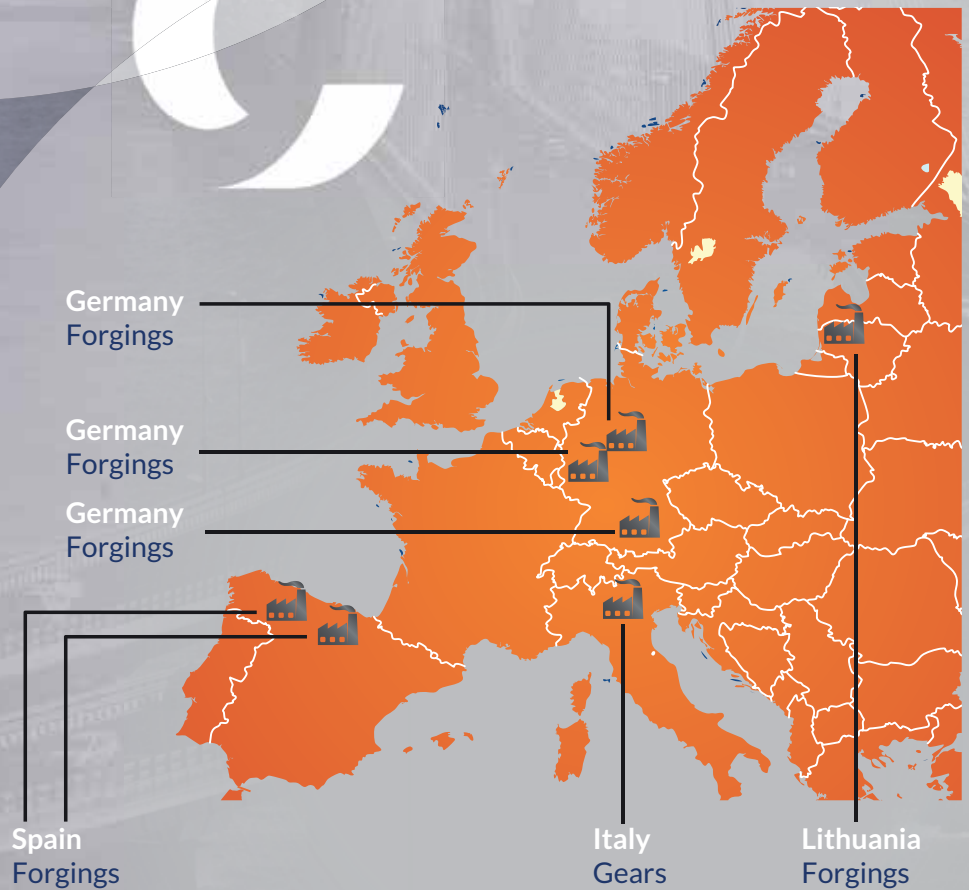 Germany
Forgings
Germany
Forgings
Germany
Forgings
Spain
Forgings
Italy
Gears
Lithuania
Forgings